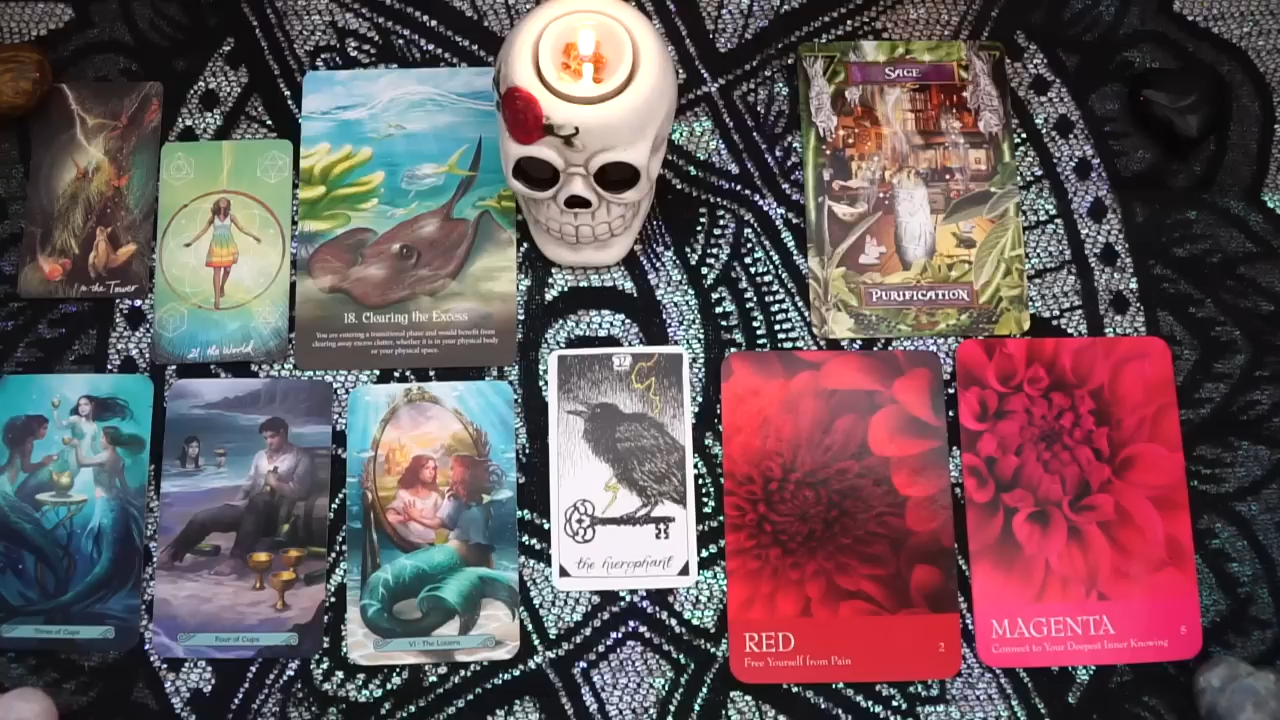 the Tower
21. the World
18. Clearing the Excess
You are entering a transitional phase and would benefit from
clearing away excess clutter, whether it is in your physical body
or your physical space.
SAGE
PURIFICATION
Three of Cups
Four of Cups
VI - The Lovers
the hierophant
RED
Free Yourself from Pain
2
MAGENTA
Connect to Your Deepest Inner Knowing
5